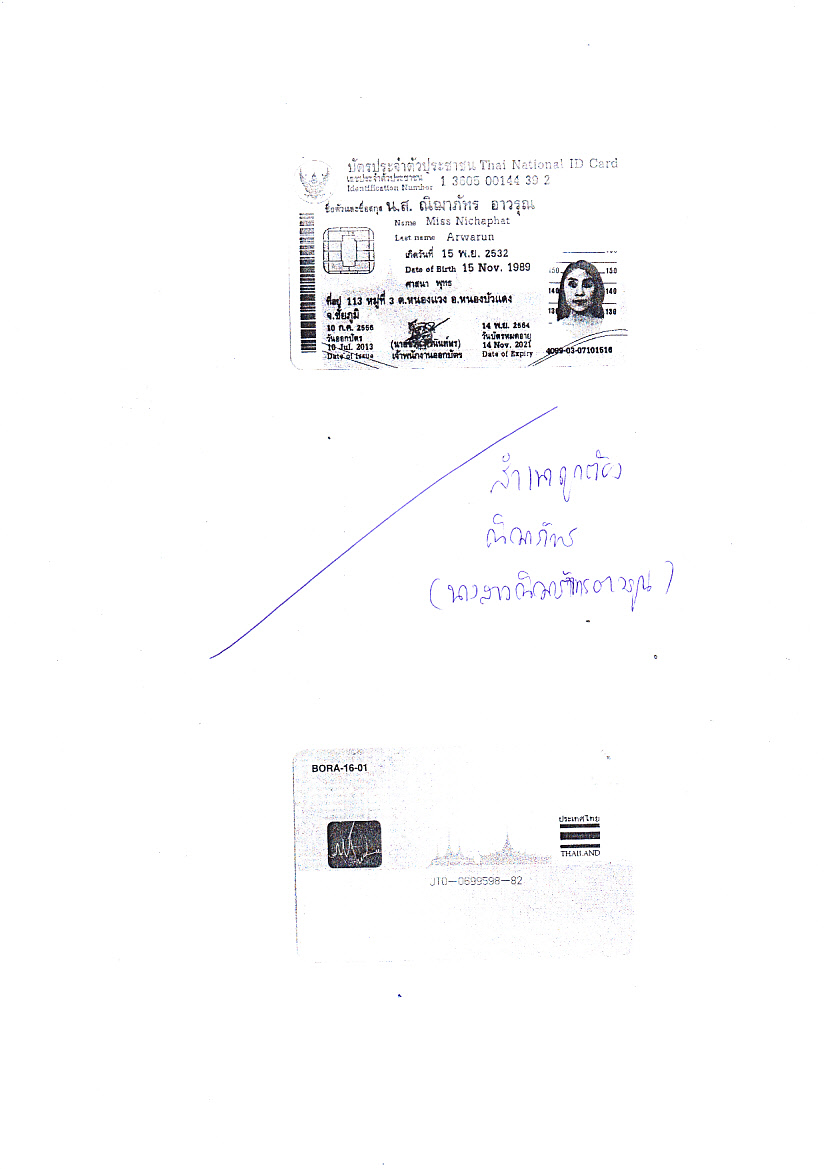 บัตรประจำตัวประชาชน Thai National ID Card
เลขประจำตัวประชาชน 1 3605 00144 39 2
Identification Number
ชื่อตัวและชื่อสกุล น.ส. ณิฌาภัทร อาวรุณ
Name Miss Nichaphat
Last name Arwarun
เกิดวันที่ 15 พ.ย. 2532
Date of Birth 15 Nov. 1989
ศาสนา พุทธ
ที่อยู่ 113 หมู่ที่ 3 ต.หนองแวง อ.หนองบัวแดง
จ.ชัยภูมิ
10 ก.ค. 2556
วันออกบัตร
10 Jul. 2013
Date of Issue
เจ้าพนักงานออกบัตร
14 พ.ย. 2564
วันบัตรหมดอายุ
14 Nov. 2021
Date of Expiry
150 150
140 140
130 130
4099-03-07101516
สำเนาถูกต้อง
ณิฌาภัทร
(นางสาวณิฌาภัทร อาวรุณ)
BORA-16-01
ประเทศไทย
THAILAND
JT0-0699598-82